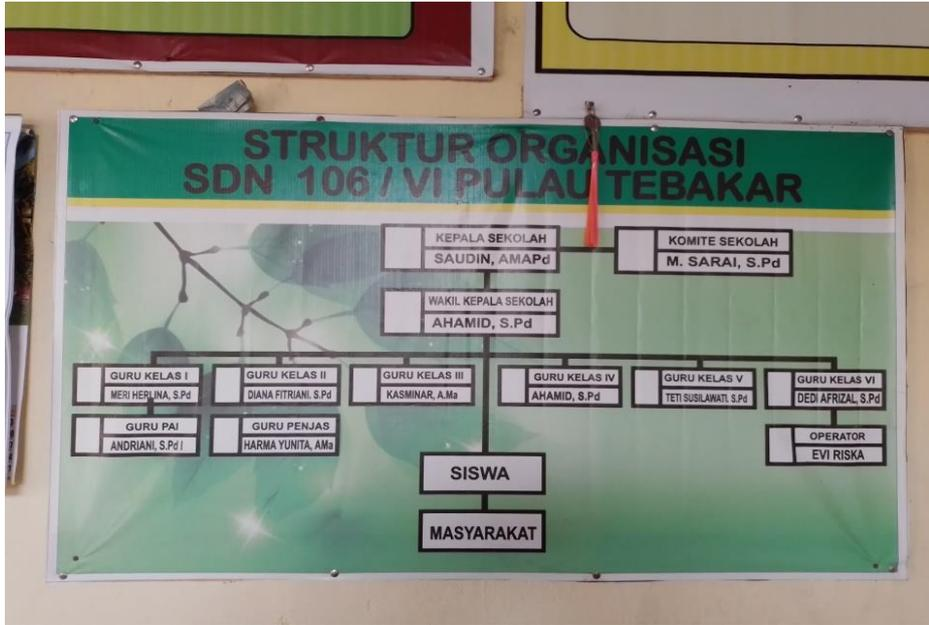 STRUKTUR ORGANISASI
SDN 106 / VI PULAU TEBAKAR
KEPALA SEKOLAH
SAUDIN, AMAPd
KOMITE SEKOLAH
M. SARAI, S.Pd
WAKIL KEPALA SEKOLAH
AHAMID, S.Pd
GURU KELAS I
MERI HERLINA, S.Pd
GURU KELAS II
DIANA FITRIANI. S.Pd
GURU KELAS III
KASMINAR, A.Ma
GURU KELAS IV
AHAMID, S.Pd
GURU KELAS V
TETI SUSILAWATI. S.Pd
GURU KELAS VI
DEDI AFRIZAL, S.Pd
GURU PAI
ANDRIANI, S.Pd I
GURU PENJAS
HARMA YUNITA, AMa
OPERATOR
EVI RISKA
SISWA
MASYARAKAT